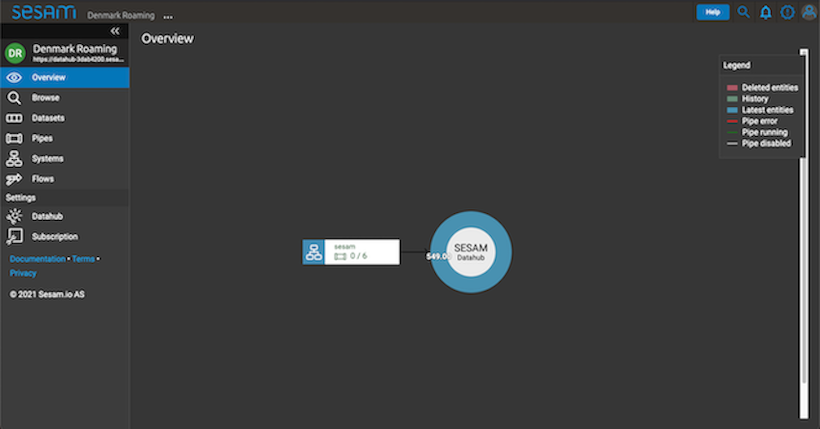 sesam
Denmark Roaming ...
Help
Overview
DR
Denmark Roaming
https://datahub-3dab4200.sesa...
Overview
Browse
Datasets
Pipes
Systems
Flows
Settings
Datahub
Subscription
Documentation • Terms •
Privacy
© 2021 Sesam.io AS
Legend
Deleted entities
History
Latest entities
Pipe error
Pipe running
Pipe disabled
sesam
0 / 6
549.0
SESAM
Datahub